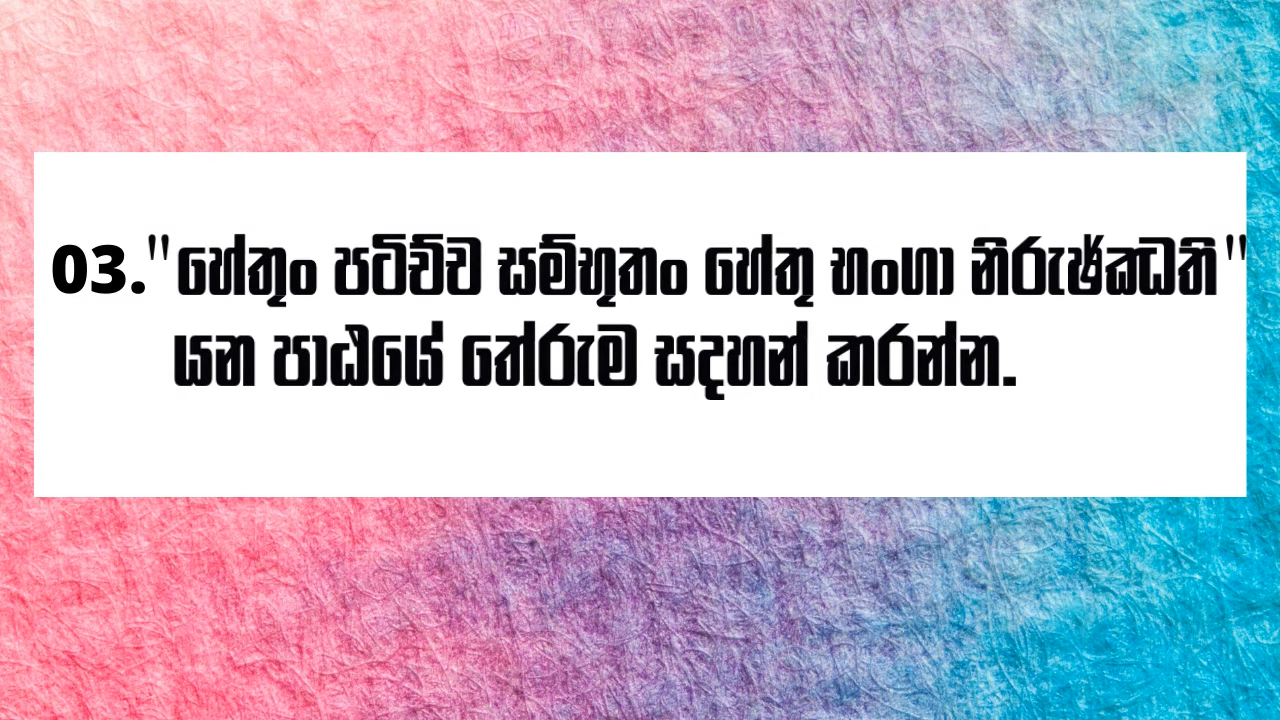 03."හේතුං පටිච්ච සම්භූතං හේතු භංගා නිරුෂ්ඣති"
යන පාඨයේ තේරුම සඳහන් කරන්න.